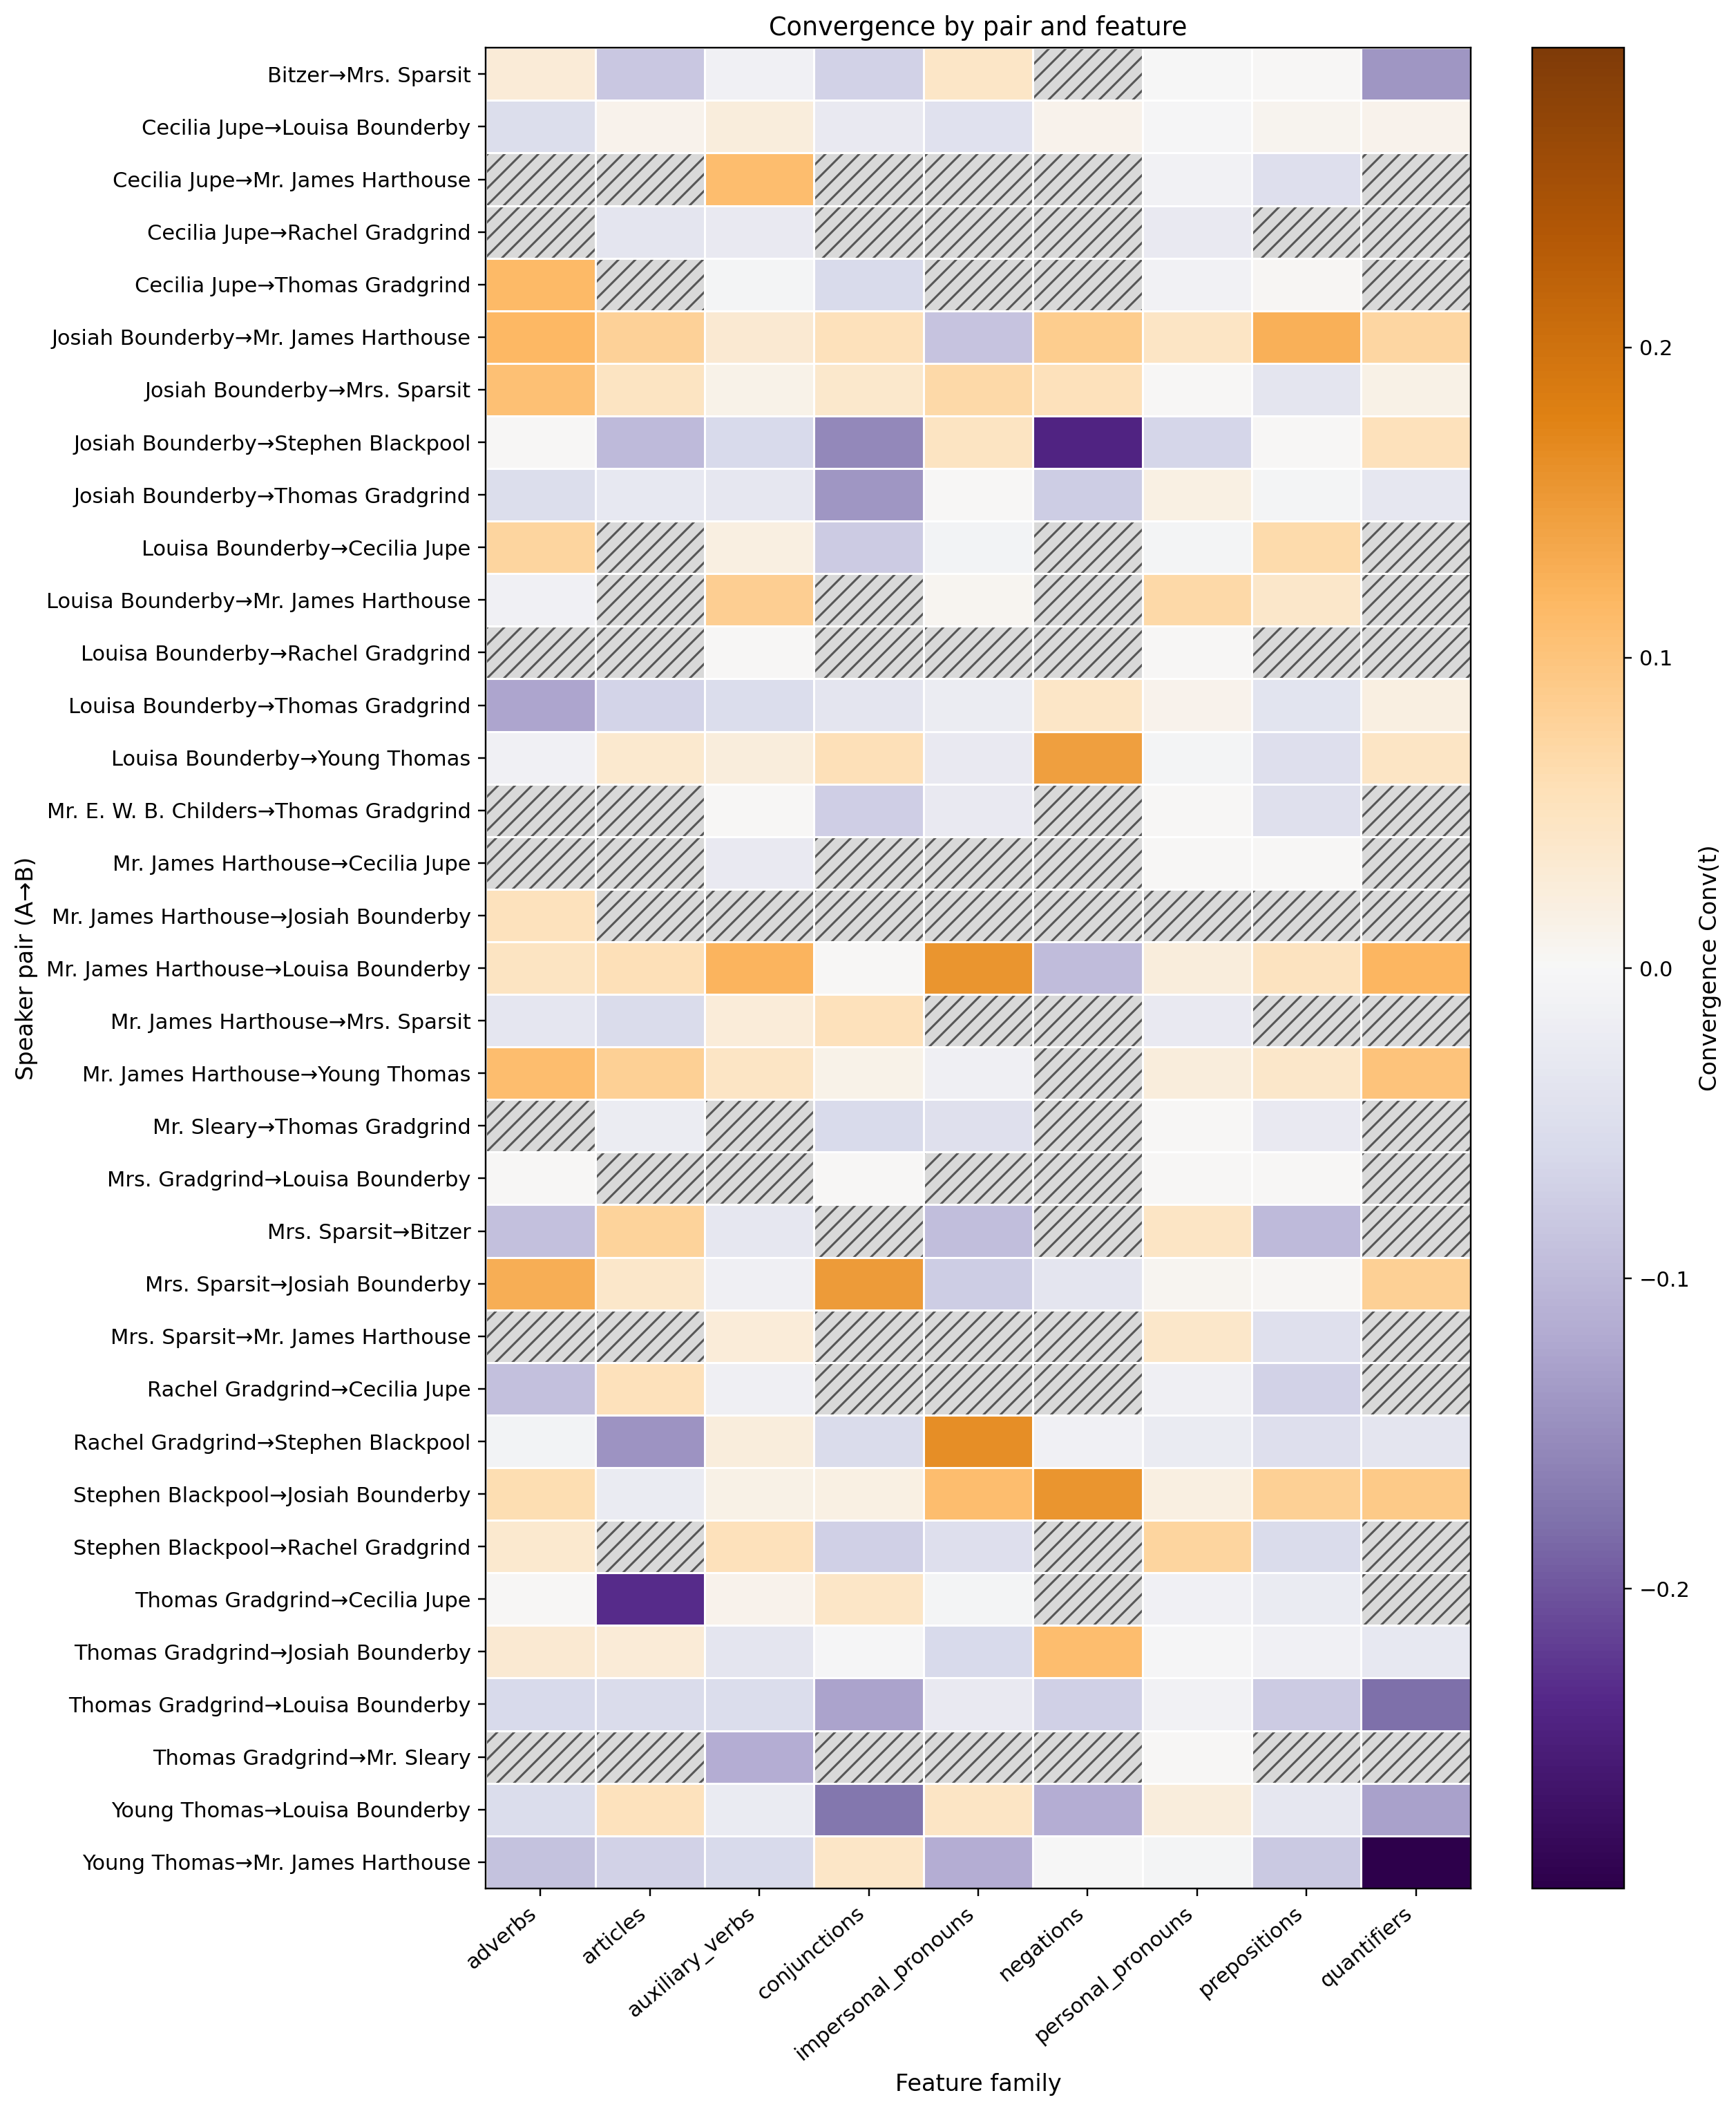 Convergence by pair and feature
Speaker pair (A→B)
Bitzer→Mrs. Sparsit
Cecilia Jupe→Louisa Bounderby
Cecilia Jupe→Mr. James Harthouse
Cecilia Jupe→Rachel Gradgrind
Cecilia Jupe→Thomas Gradgrind
Josiah Bounderby→Mr. James Harthouse
Josiah Bounderby→Mrs. Sparsit
Josiah Bounderby→Stephen Blackpool
Josiah Bounderby→Thomas Gradgrind
Louisa Bounderby→Cecilia Jupe
Louisa Bounderby→Mr. James Harthouse
Louisa Bounderby→Rachel Gradgrind
Louisa Bounderby→Thomas Gradgrind
Louisa Bounderby→Young Thomas
Mr. E. W. B. Childers→Thomas Gradgrind
Mr. James Harthouse→Cecilia Jupe
Mr. James Harthouse→Josiah Bounderby
Mr. James Harthouse→Louisa Bounderby
Mr. James Harthouse→Mrs. Sparsit
Mr. James Harthouse→Young Thomas
Mr. Sleary→Thomas Gradgrind
Mrs. Gradgrind→Louisa Bounderby
Mrs. Sparsit→Bitzer
Mrs. Sparsit→Josiah Bounderby
Mrs. Sparsit→Mr. James Harthouse
Rachel Gradgrind→Cecilia Jupe
Rachel Gradgrind→Stephen Blackpool
Stephen Blackpool→Josiah Bounderby
Stephen Blackpool→Rachel Gradgrind
Thomas Gradgrind→Cecilia Jupe
Thomas Gradgrind→Josiah Bounderby
Thomas Gradgrind→Louisa Bounderby
Thomas Gradgrind→Mr. Sleary
Young Thomas→Louisa Bounderby
Young Thomas→Mr. James Harthouse
adverbs
articles
auxiliary_verbs
conjunctions
impersonal_pronouns
negations
personal_pronouns
prepositions
quantifiers
Feature family
0.2
0.1
0.0
−0.1
−0.2
Convergence Conv(t)